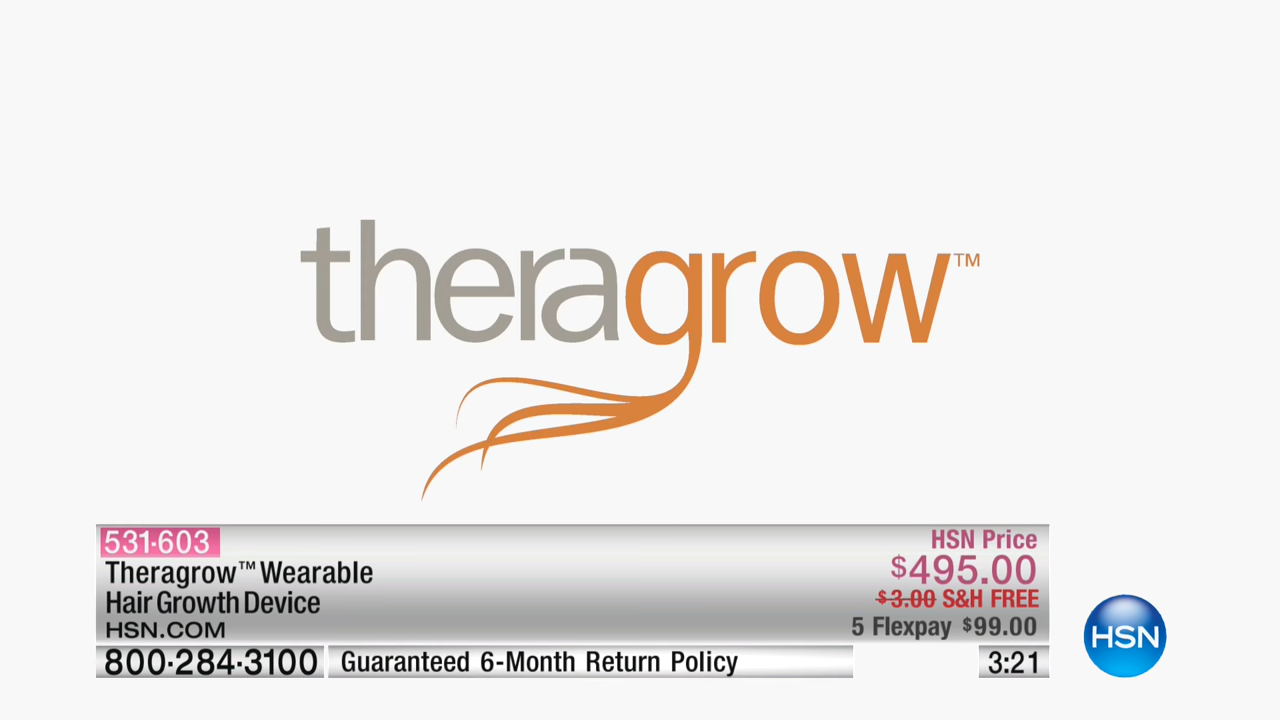 theragrow™
531·603
Theragrow™ Wearable
Hair Growth Device
HSN.COM
HSN Price
$495.00
$3.00 S&H FREE
5 Flexpay $99.00
800·284·3100
Guaranteed 6-Month Return Policy
3:21
HSN